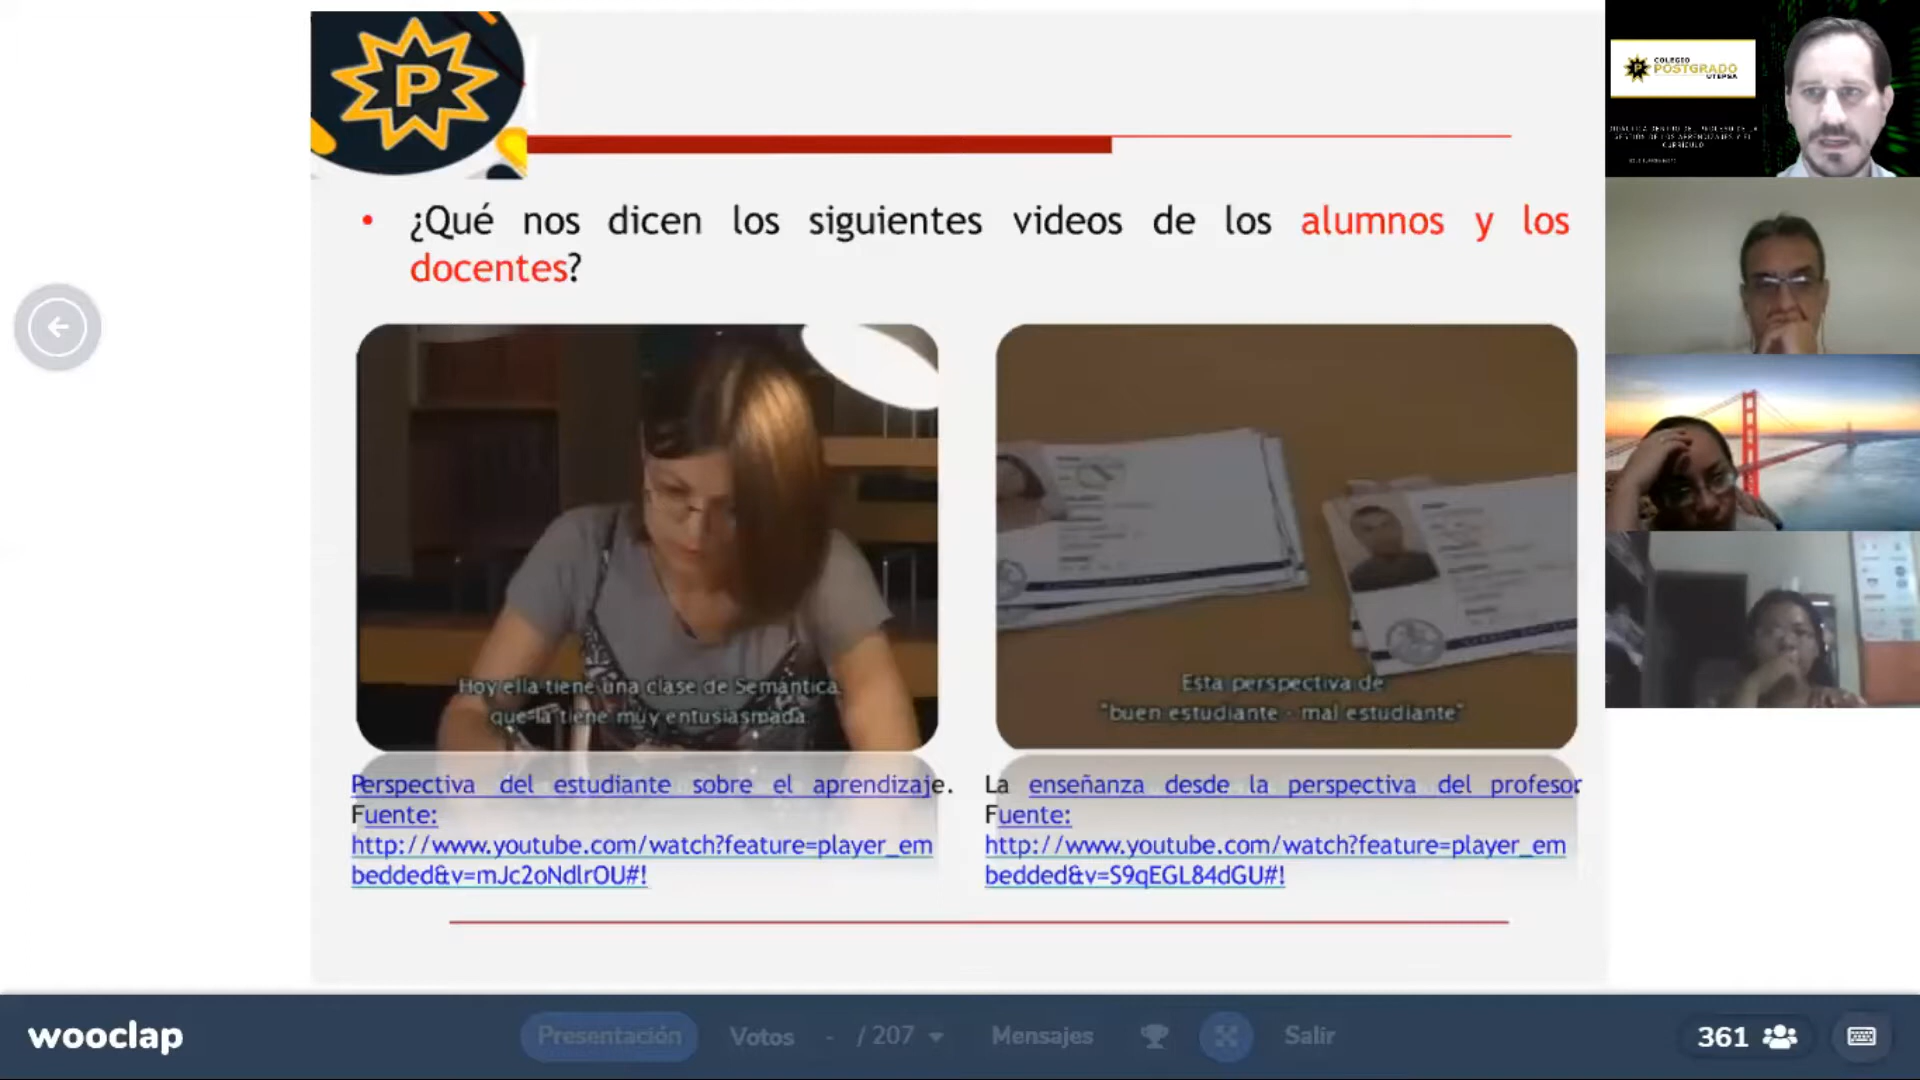 P
• ¿Qué nos dicen los siguientes videos de los alumnos y los
docentes?
Hoy ella tiene una clase de Semántica
que la tiene muy entusiasmada.
Esta perspectiva de
"buen estudiante - mal estudiante"
Perspectiva del estudiante sobre el aprendizaje.
Fuente:
http://www.youtube.com/watch?feature=player_em
bedded&v=mJc2oNdlrOU#!
La enseñanza desde la perspectiva del profesor.
Fuente:
http://www.youtube.com/watch?feature=player_em
bedded&v=S9qEGL84dGU#!
P
COLEGIO
POSTGRADO
UTEPSA
wooclap
Presentación
Votos - / 207
Mensajes
Salir
361